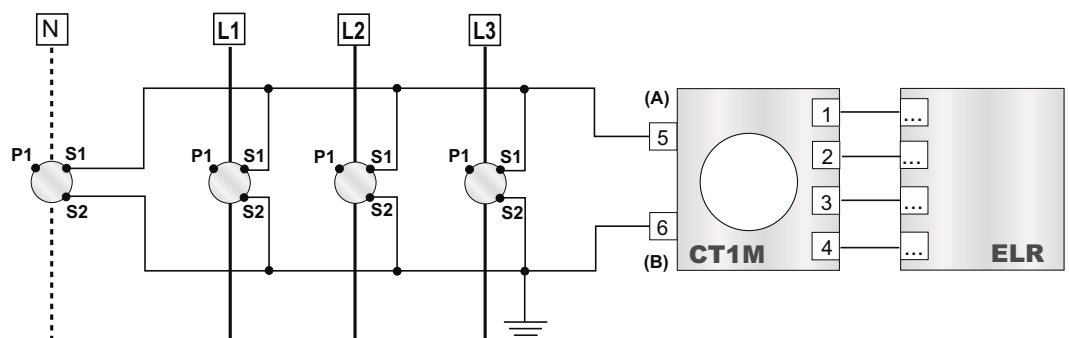 N L1 L2 L3
(A)
5
1 ...
2 ...
3 ...
4 ...
P1 S1
S2
P1 S1
S2
P1 S1
S2
P1 S1
S2
6
(B)
CT1M
ELR